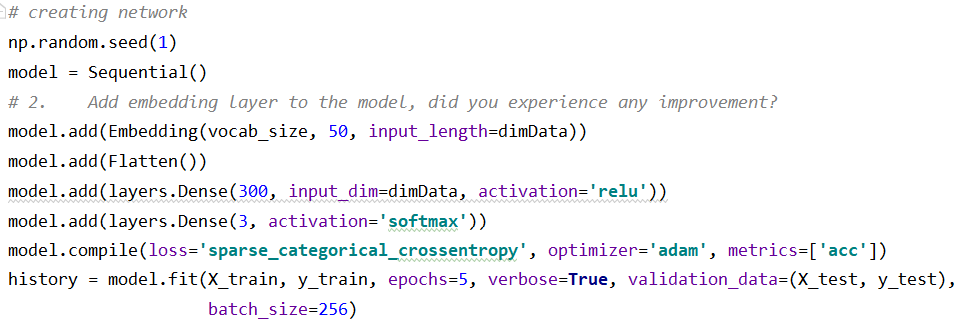 # creating network
np.random.seed(1)
model = Sequential()
# 2.    Add embedding layer to the model, did you experience any improvement?
model.add(Embedding(vocab_size, 50, input_length=dimData))
model.add(Flatten())
model.add(layers.Dense(300, input_dim=dimData, activation='relu'))
model.add(layers.Dense(3, activation='softmax'))
model.compile(loss='sparse_categorical_crossentropy', optimizer='adam', metrics=['acc'])
history = model.fit(X_train, y_train, epochs=5, verbose=True, validation_data=(X_test, y_test),
                    batch_size=256)